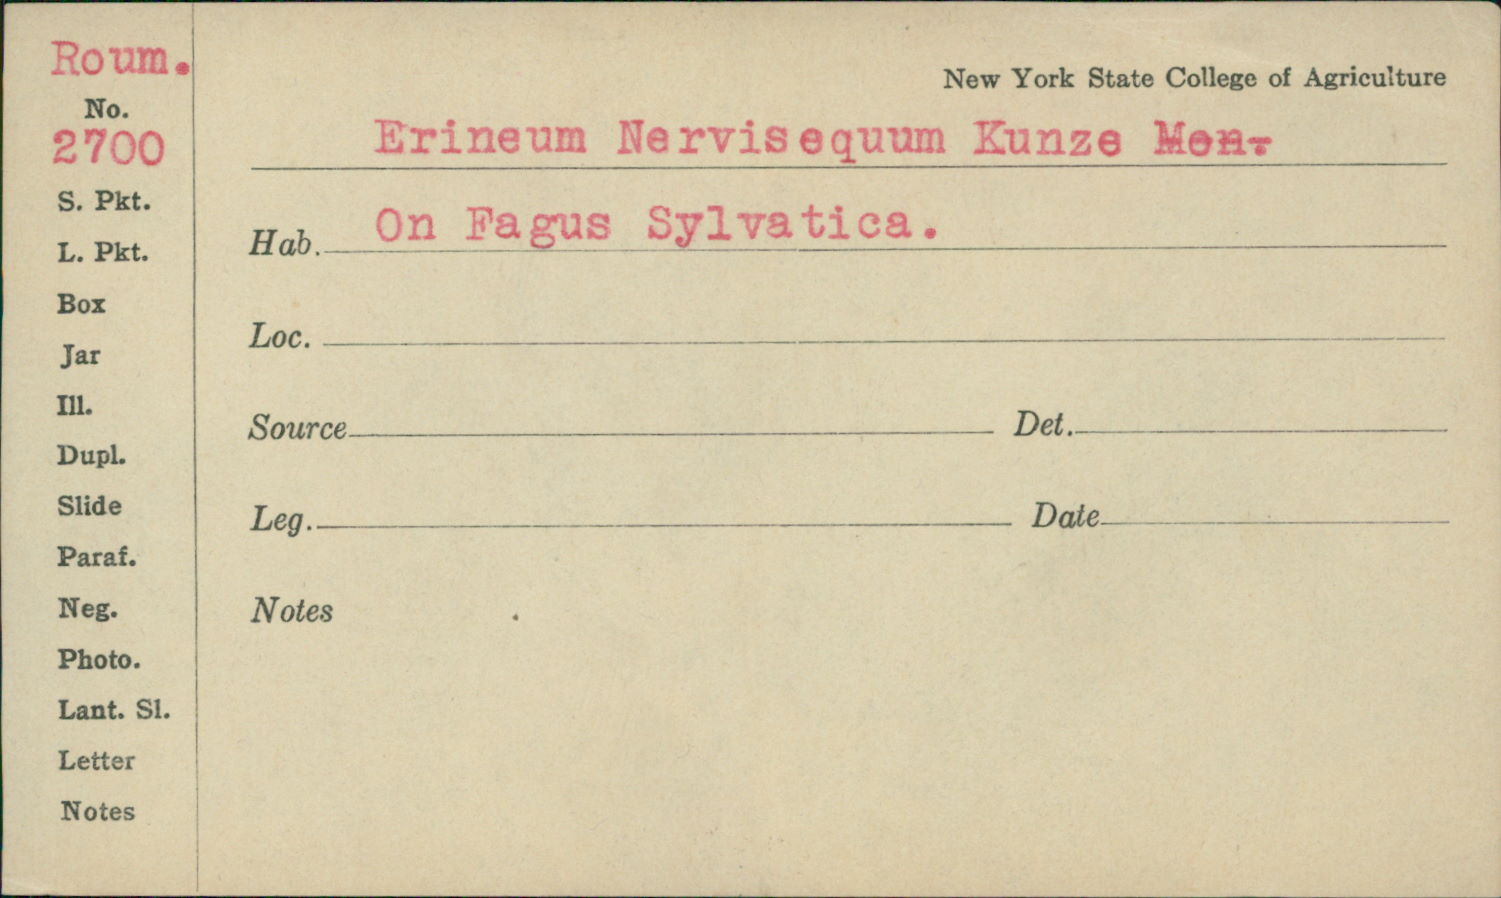 Roum.
No.
2700
S. Pkt.
L. Pkt.
Box
Jar
Ill.
Dupl.
Slide
Paraf.
Neg.
Photo.
Lant. Sl.
Letter
Notes
New York State College of Agriculture
Erineum Nervisequum Kunze Mon.
Hab. On Fagus Sylvatica.
Loc.
Source Det.
Leg. Date
Notes